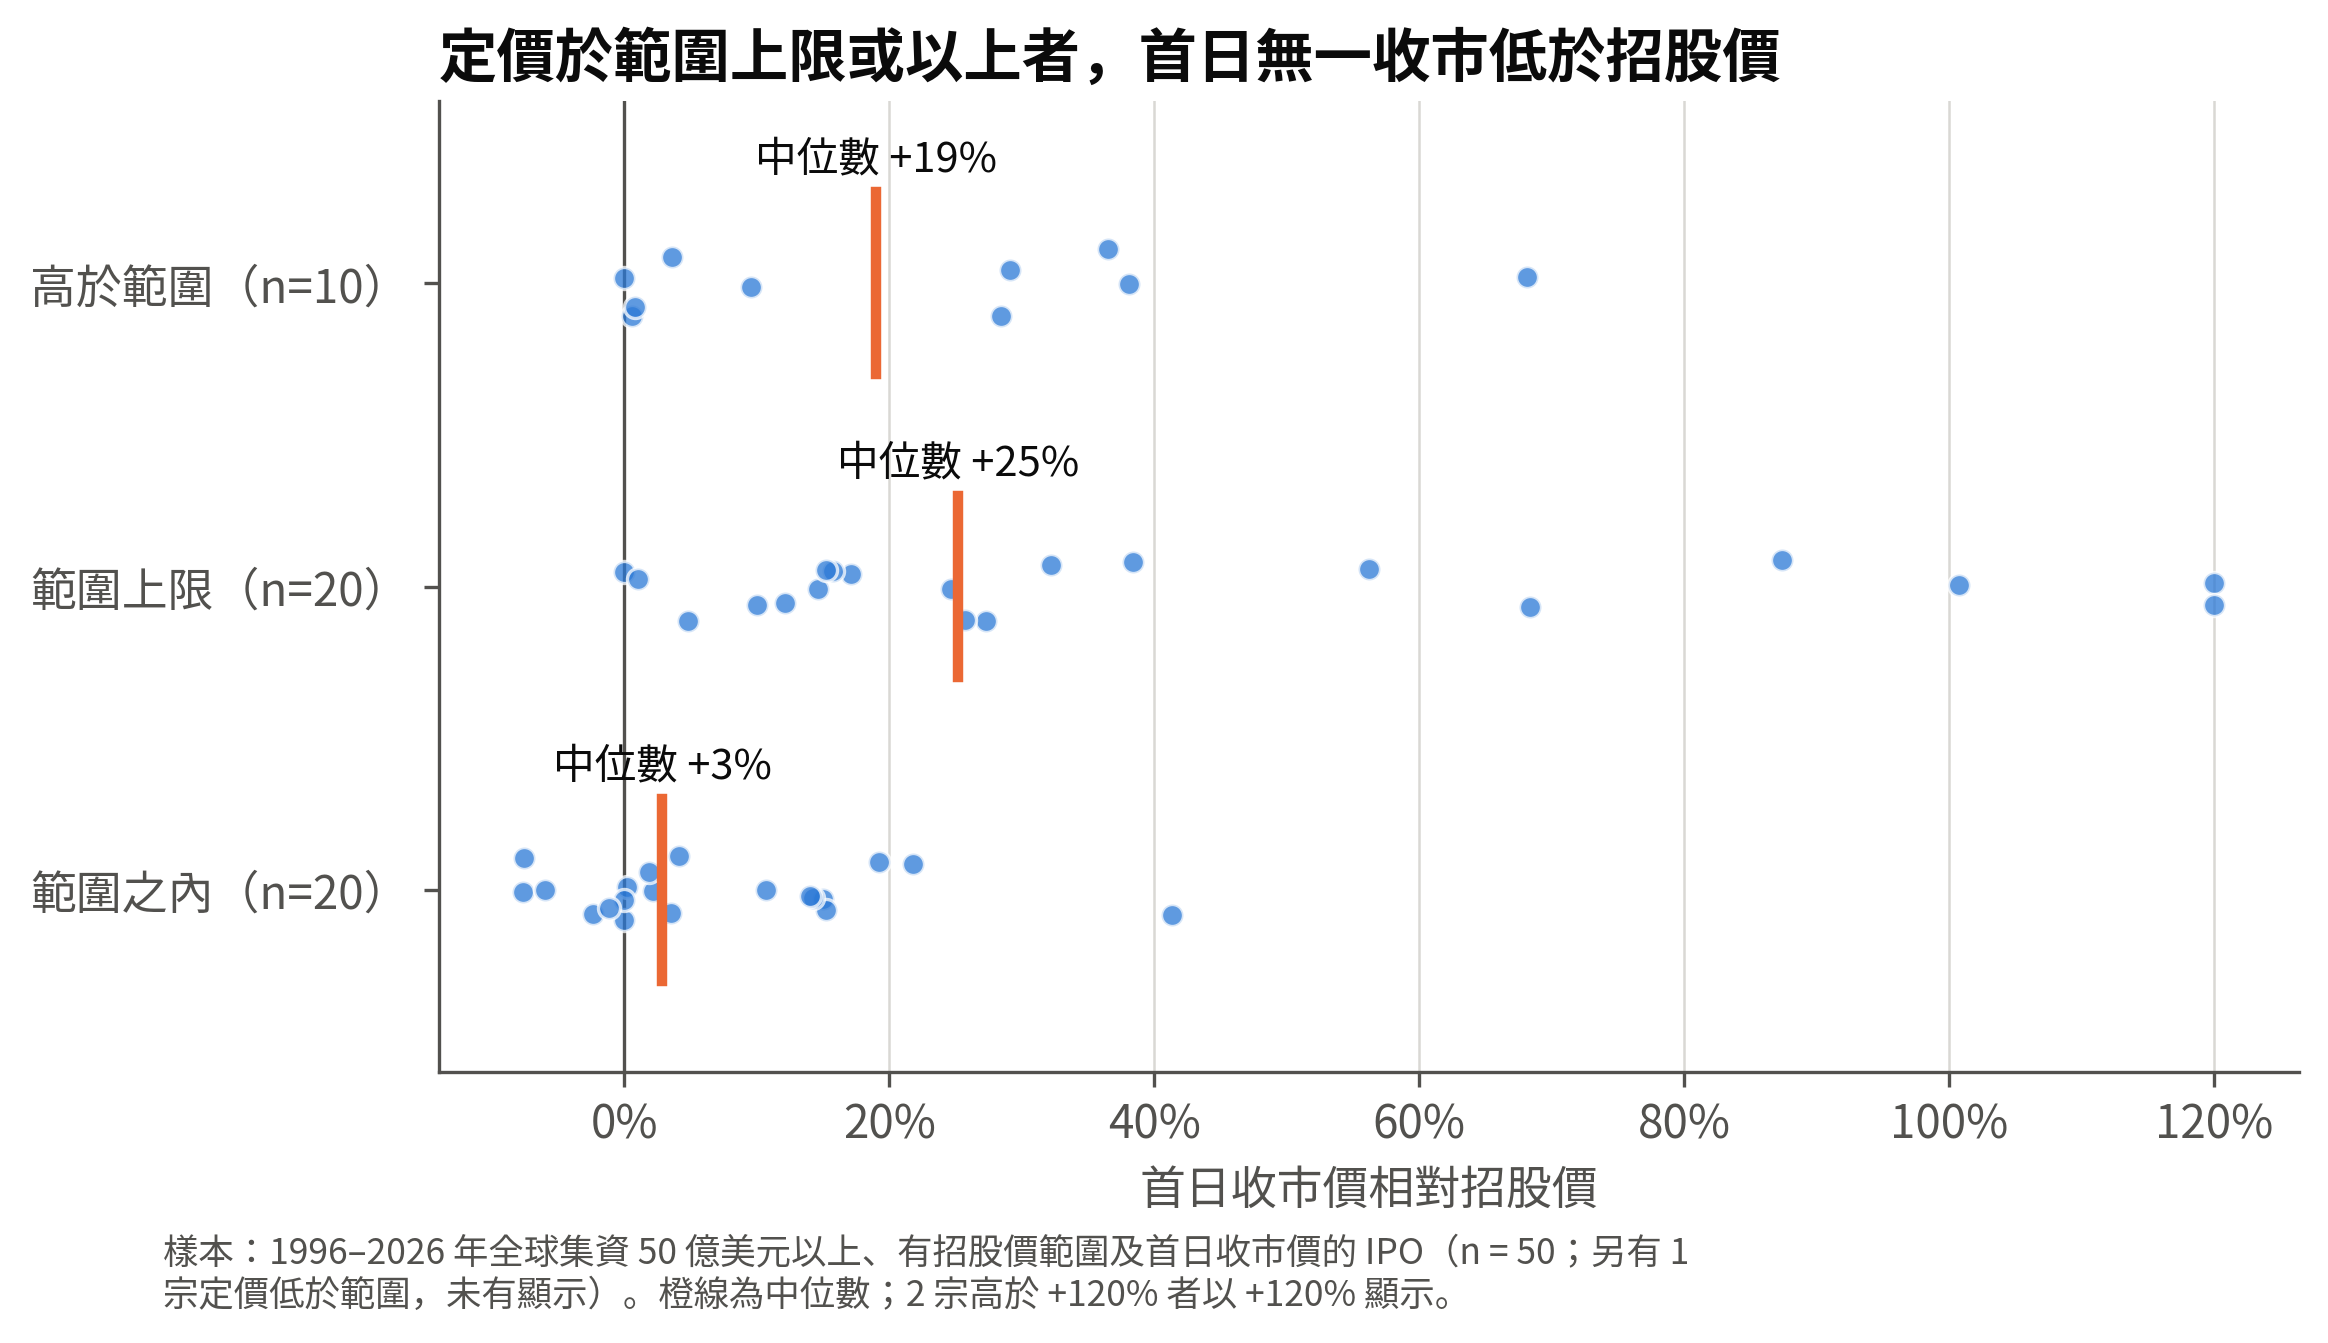 定價於範圍上限或以上者，首日無一收市低於招股價
中位數 +19%
高於範圍（n=10）
中位數 +25%
範圍上限（n=20）
中位數 +3%
範圍之內（n=20）
0%
20%
40%
60%
80%
100%
120%
首日收市價相對招股價
樣本：1996–2026 年全球集資 50 億美元以上、有招股價範圍及首日收市價的 IPO（n = 50；另有 1
宗定價低於範圍，未有顯示）。橙線為中位數；2 宗高於 +120% 者以 +120% 顯示。